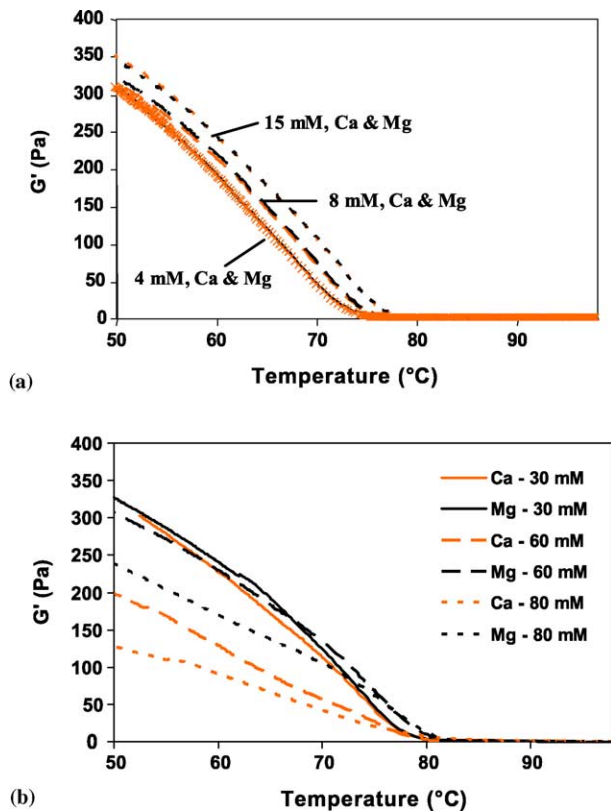 400
350
300
250
200
150
100
50
0
G' (Pa)
15 mM, Ca & Mg
8 mM, Ca & Mg
4 mM, Ca & Mg
50 60 70 80 90
Temperature (°C)
(a)
400
350
300
250
200
150
100
50
0
G' (Pa)
Ca - 30 mM
Mg - 30 mM
Ca - 60 mM
Mg - 60 mM
Ca - 80 mM
Mg - 80 mM
50 60 70 80 90
Temperature (°C)
(b)